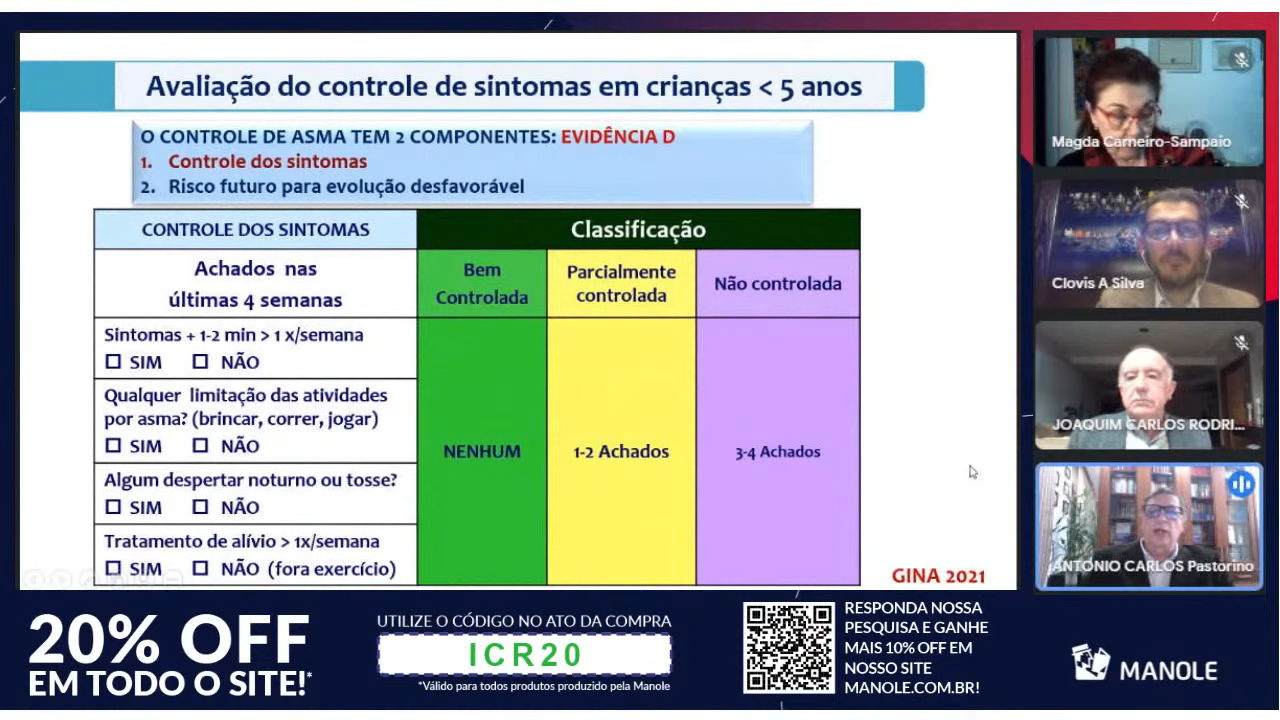 Avaliação do controle de sintomas em crianças < 5 anos
O CONTROLE DE ASMA TEM 2 COMPONENTES: EVIDÊNCIA D
1. Controle dos sintomas
2. Risco futuro para evolução desfavorável
CONTROLE DOS SINTOMAS
Classificação
Achados nas
últimas 4 semanas
Bem
Controlada
Parcialmente
controlada
Não controlada
Sintomas + 1-2 min > 1 x/semana
☐ SIM ☐ NÃO
Qualquer limitação das atividades
por asma? (brincar, correr, jogar)
☐ SIM ☐ NÃO
Algum despertar noturno ou tosse?
☐ SIM ☐ NÃO
Tratamento de alívio > 1x/semana
☐ SIM ☐ NÃO (fora exercício)
NENHUM
1-2 Achados
3-4 Achados
GINA 2021
Magda Carneiro-Sampaio
Clovis A Silva
JOAQUIM CARLOS RODRI...
ANTONIO CARLOS Pastorino
20% OFF
EM TODO O SITE!*
UTILIZE O CÓDIGO NO ATO DA COMPRA
ICR20
*Válido para todos produtos produzido pela Manole
RESPONDA NOSSA
PESQUISA E GANHE
MAIS 10% OFF EM
NOSSO SITE
MANOLE.COM.BR!
MANOLE